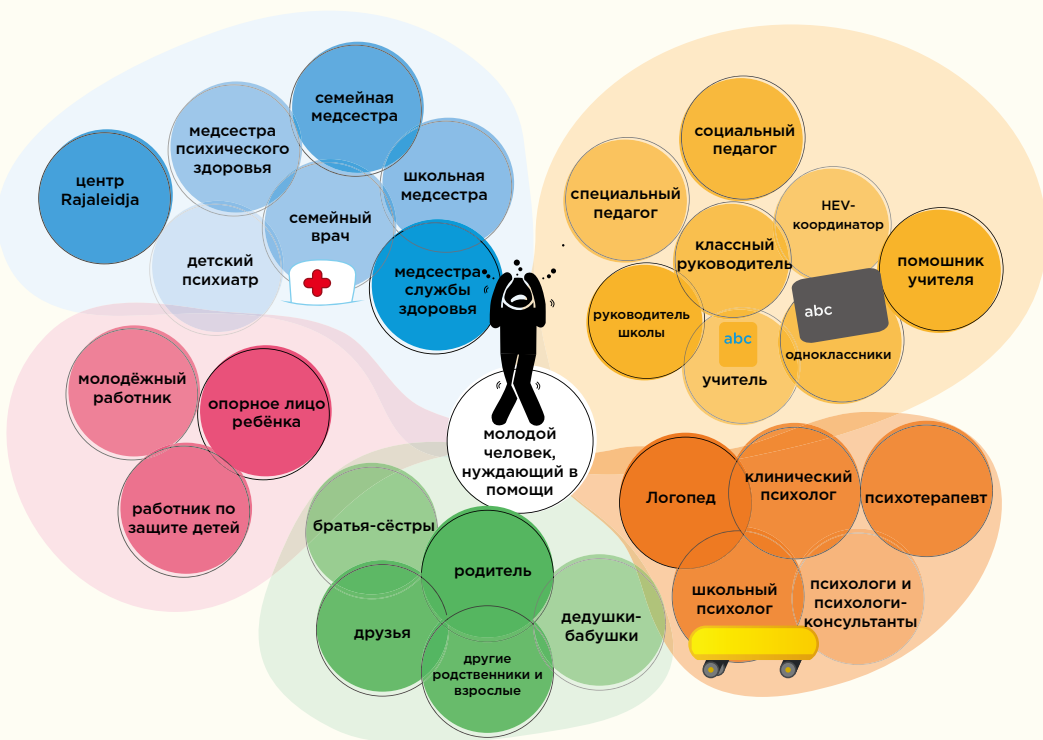 центр
Rajaleidja
медсестра
психического
здоровья
семейная
медсестра
школьная
медсестра
семейный
врач
детский
психиатр
медсестра
службы
здоровья
социальный
педагог
специальный
педагог
HEV-
координатор
классный
руководитель
помошник
учителя
руководитель
школы
abc
abc
учитель
одноклассники
молодёжный
работник
опорное лицо
ребёнка
работник по
защите детей
молодой
человек,
нуждающий в
помощи
братья-сёстры
родитель
друзья
дедушки-
бабушки
другие
родственники и
взрослые
Логопед
клинический
психолог
психотерапевт
школьный
психолог
психологи и
психологи-
консультанты